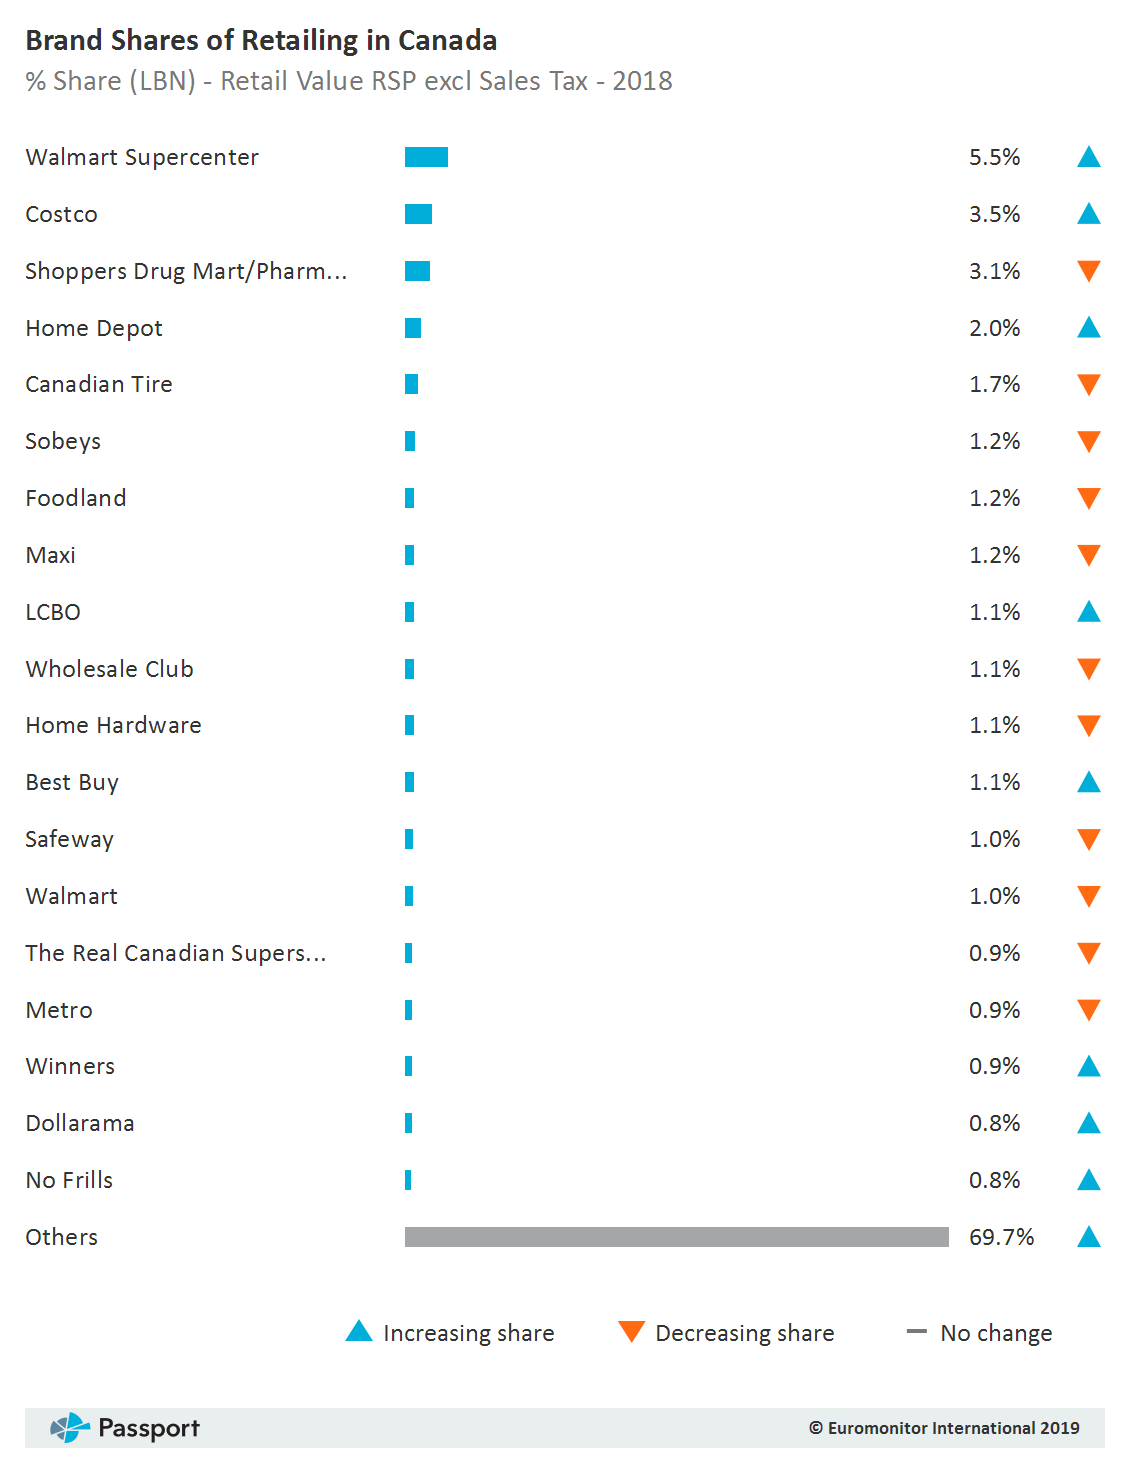 Brand Shares of Retailing in Canada
% Share (LBN) - Retail Value RSP excl Sales Tax - 2018
Walmart Supercenter 5.5%
Costco 3.5%
Shoppers Drug Mart/Pharm... 3.1%
Home Depot 2.0%
Canadian Tire 1.7%
Sobeys 1.2%
Foodland 1.2%
Maxi 1.2%
LCBO 1.1%
Wholesale Club 1.1%
Home Hardware 1.1%
Best Buy 1.1%
Safeway 1.0%
Walmart 1.0%
The Real Canadian Supers... 0.9%
Metro 0.9%
Winners 0.9%
Dollarama 0.8%
No Frills 0.8%
Others 69.7%
Increasing share Decreasing share No change
Passport © Euromonitor International 2019